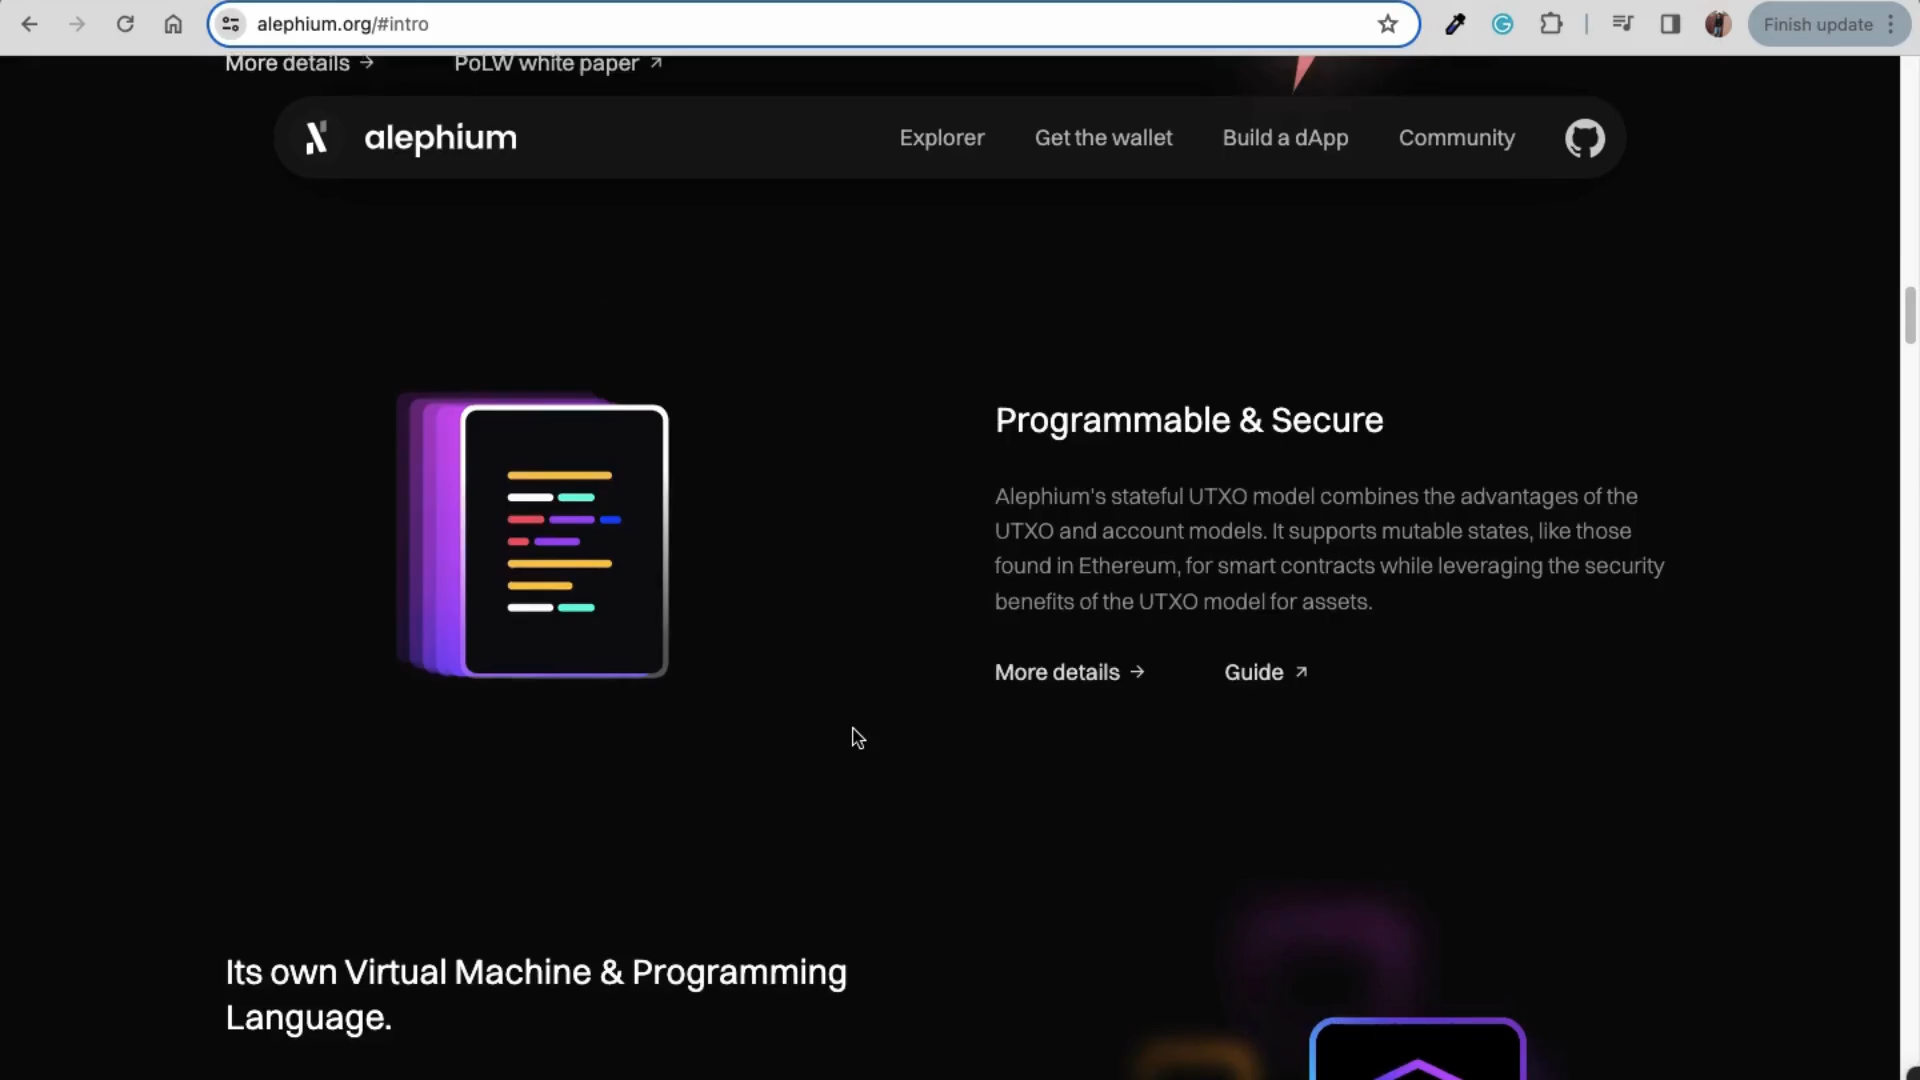 alephium.org/#intro
Finish update
More details → PoLW white paper ↗
alephium Explorer Get the wallet Build a dApp Community
Programmable & Secure
Alephium's stateful UTXO model combines the advantages of the
UTXO and account models. It supports mutable states, like those
found in Ethereum, for smart contracts while leveraging the security
benefits of the UTXO model for assets.
More details → Guide ↗
Its own Virtual Machine & Programming
Language.